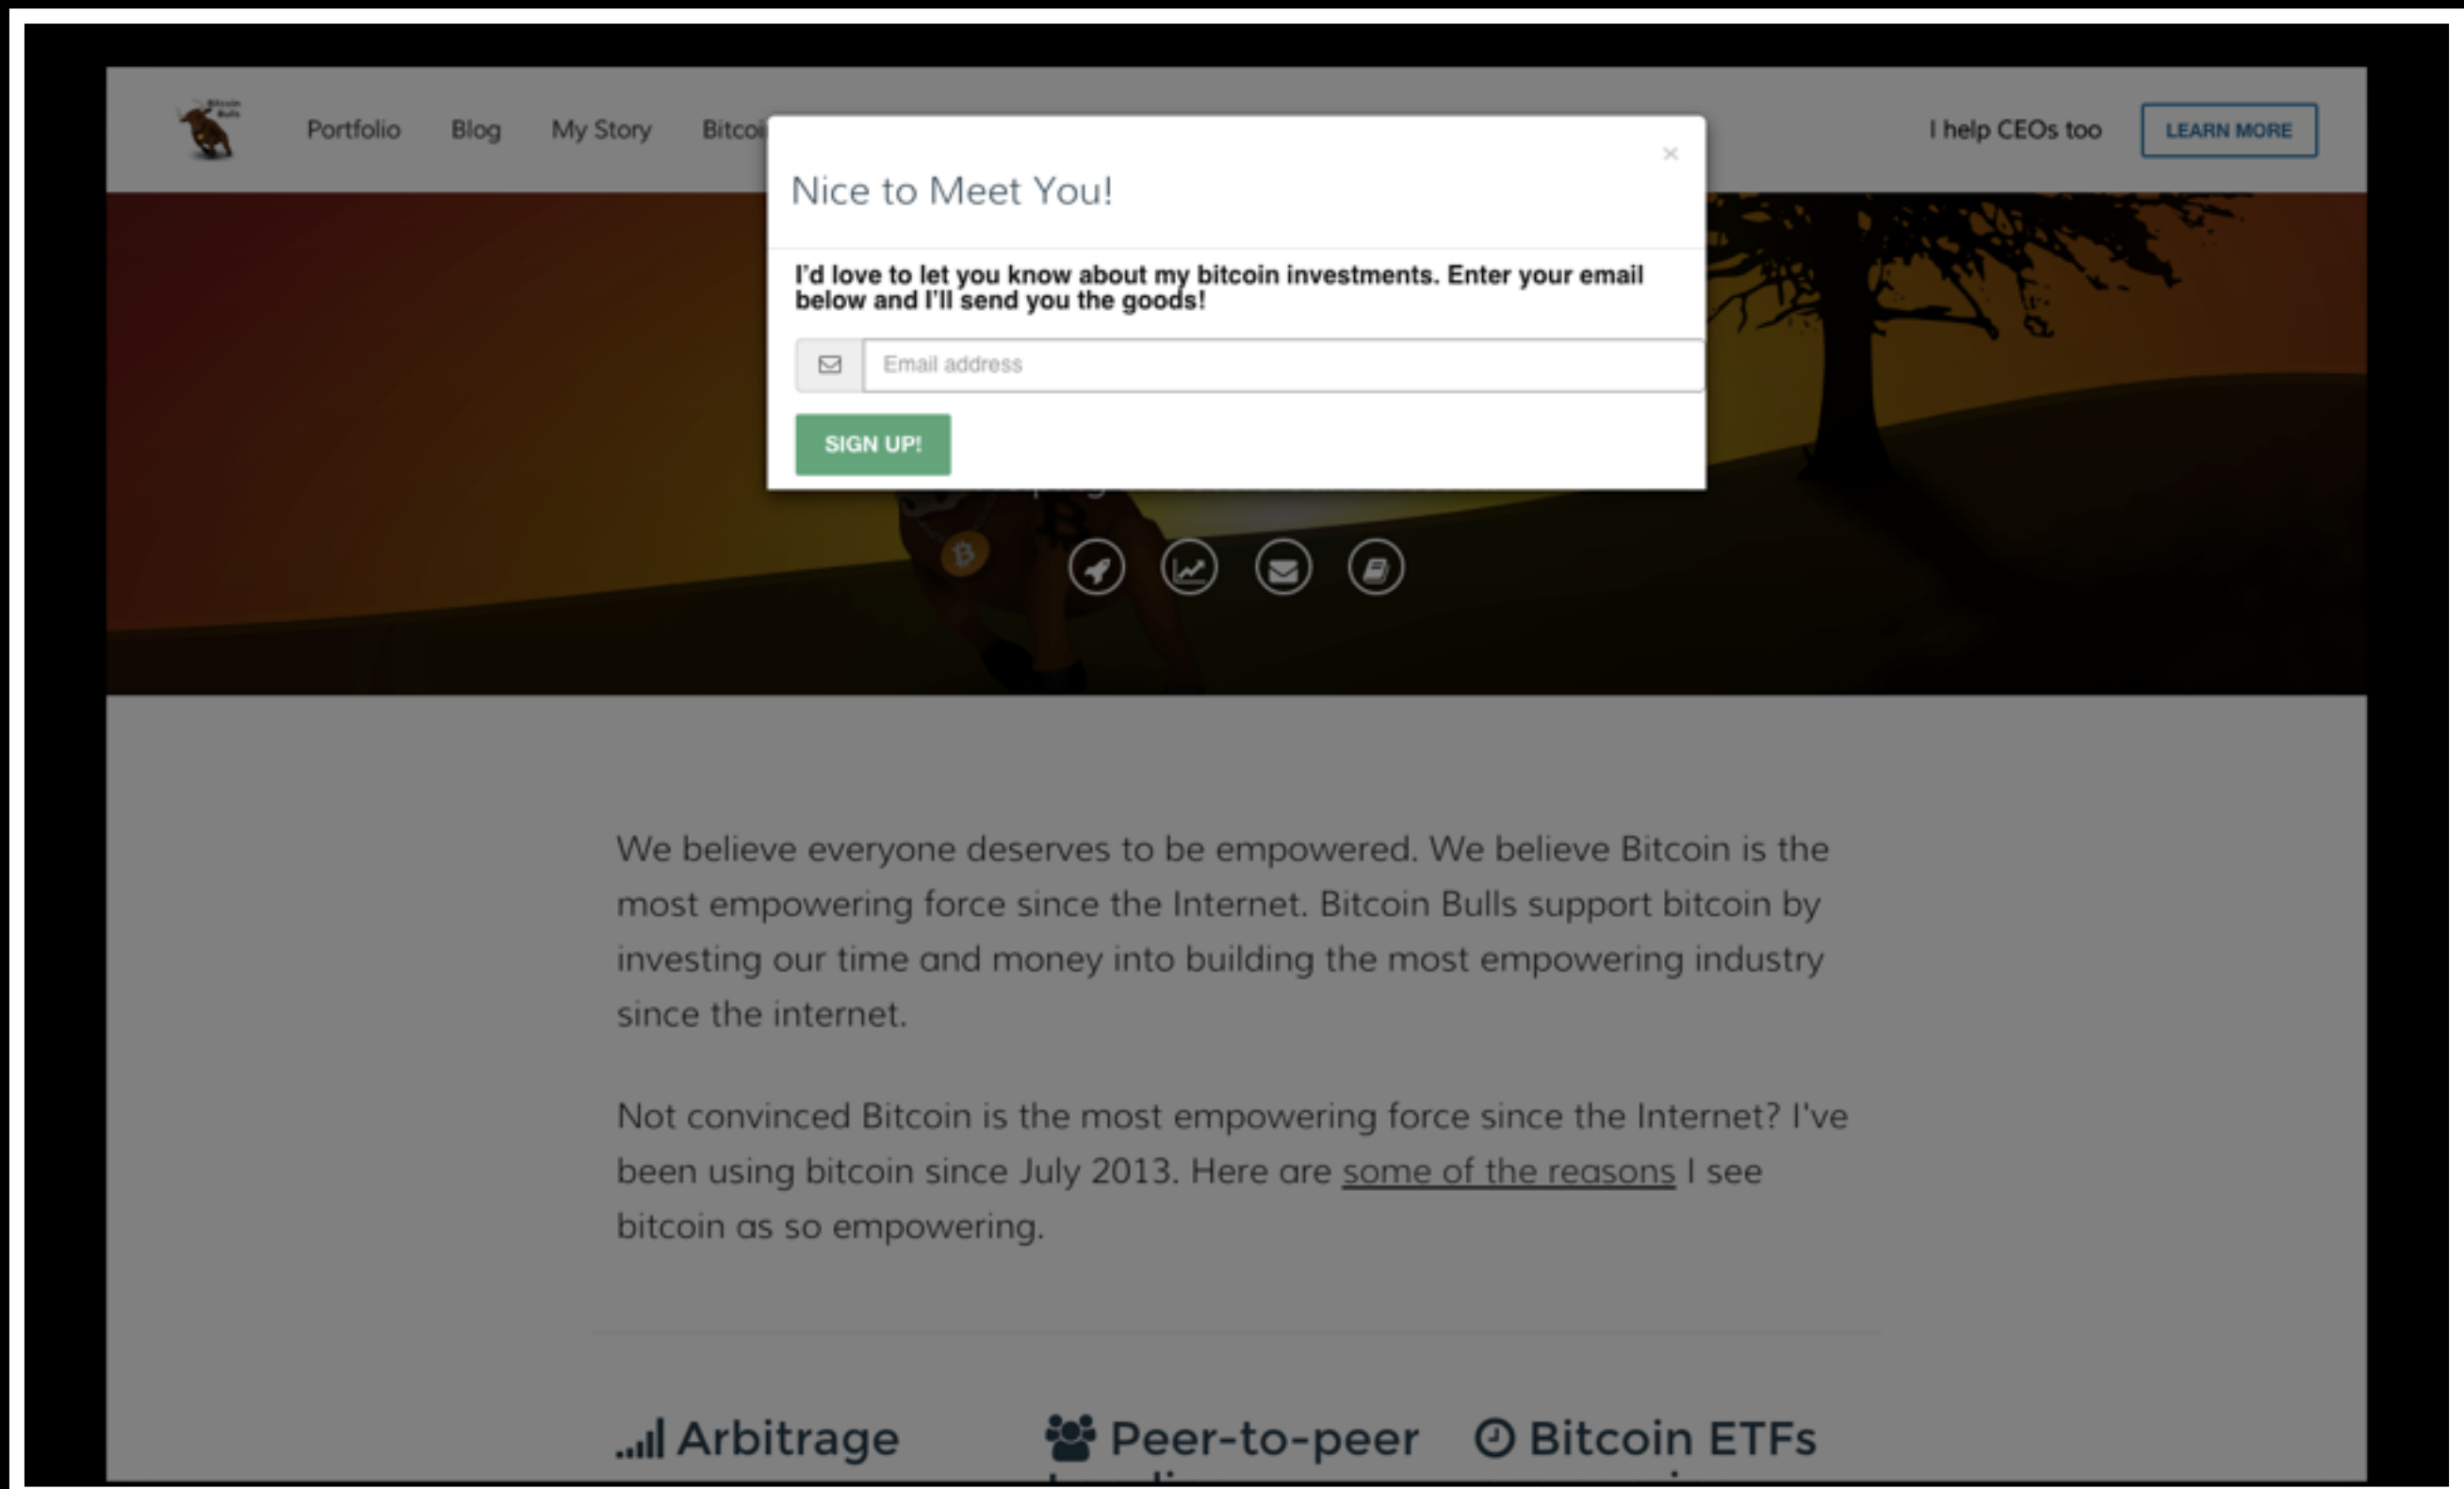 Bitcoin
Bulls
Portfolio Blog My Story
I help CEOs too LEARN MORE
×
Nice to Meet You!
I'd love to let you know about my bitcoin investments. Enter your email
below and I'll send you the goods!
Email address
SIGN UP!
We believe everyone deserves to be empowered. We believe Bitcoin is the
most empowering force since the Internet. Bitcoin Bulls support bitcoin by
investing our time and money into building the most empowering industry
since the internet.
Not convinced Bitcoin is the most empowering force since the Internet? I've
been using bitcoin since July 2013. Here are some of the reasons I see
bitcoin as so empowering.
Arbitrage Peer-to-peer Bitcoin ETFs